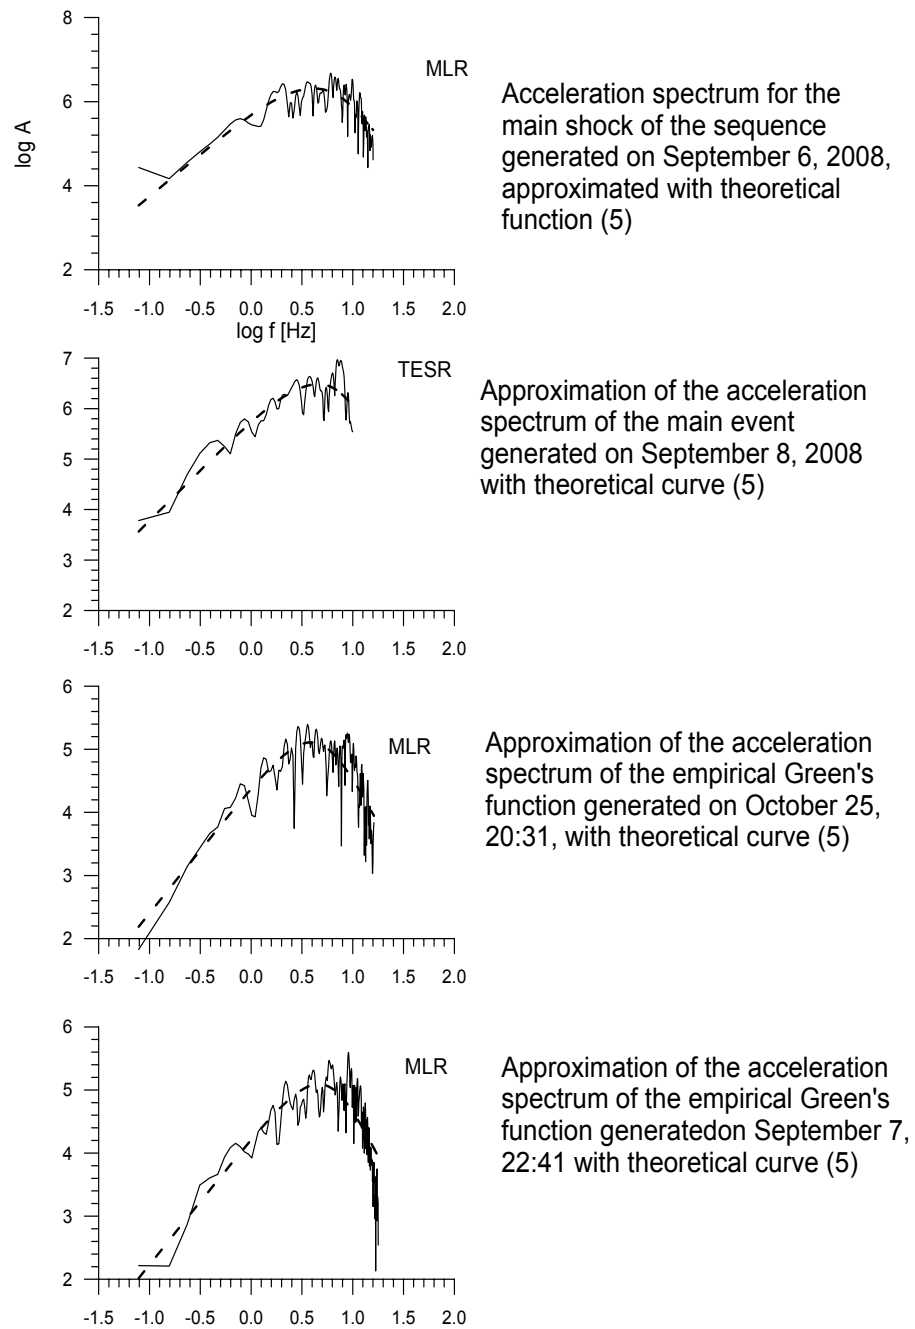 8
6
4
2
log A
MLR
-1.5 -1.0 -0.5 0.0 0.5 1.0 1.5 2.0
log f [Hz]
Acceleration spectrum for the
main shock of the sequence
generated on September 6, 2008,
approximated with theoretical
function (5)
7
6
5
4
3
2
TESR
-1.5 -1.0 -0.5 0.0 0.5 1.0 1.5 2.0
Approximation of the acceleration
spectrum of the main event
generated on September 8, 2008
with theoretical curve (5)
6
5
4
3
2
MLR
-1.5 -1.0 -0.5 0.0 0.5 1.0 1.5 2.0
Approximation of the acceleration
spectrum of the empirical Green's
function generated on October 25,
20:31, with theoretical curve (5)
6
5
4
3
2
MLR
-1.5 -1.0 -0.5 0.0 0.5 1.0 1.5 2.0
Approximation of the acceleration
spectrum of the empirical Green's
function generatedon September 7,
22:41 with theoretical curve (5)